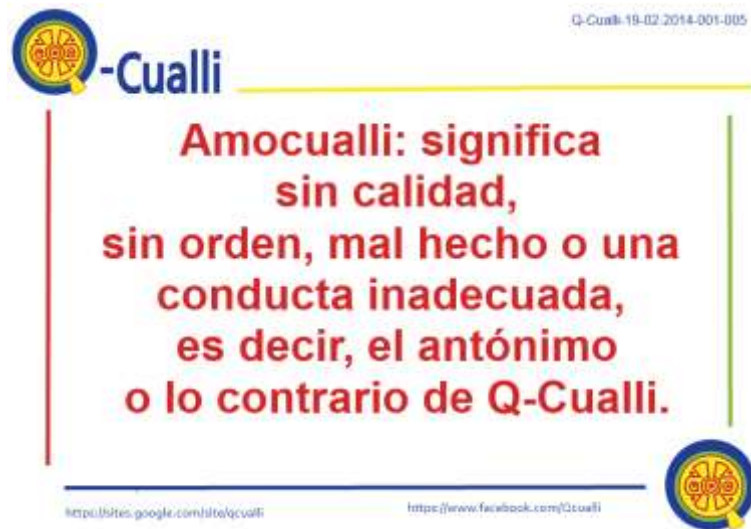 Q-Cualli-19-02-2014-001-005
Q-Cualli
Amocualli: significa
sin calidad,
sin orden, mal hecho o una
conducta inadecuada,
es decir, el antónimo
o lo contrario de Q-Cualli.
https://sites.google.com/site/qcualli
https://www.facebook.com/Qcualli